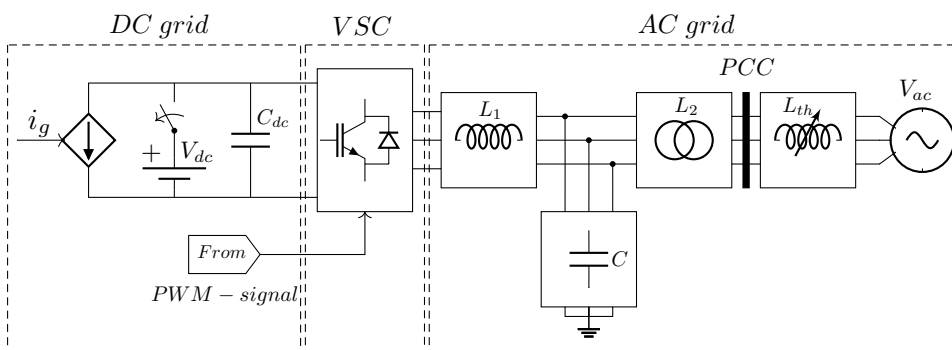 DC grid
VSC
AC grid
PCC
V_ac
i_g
C_dc
L_1
L_2
L_th
+
V_dc
From
C
PWM - signal